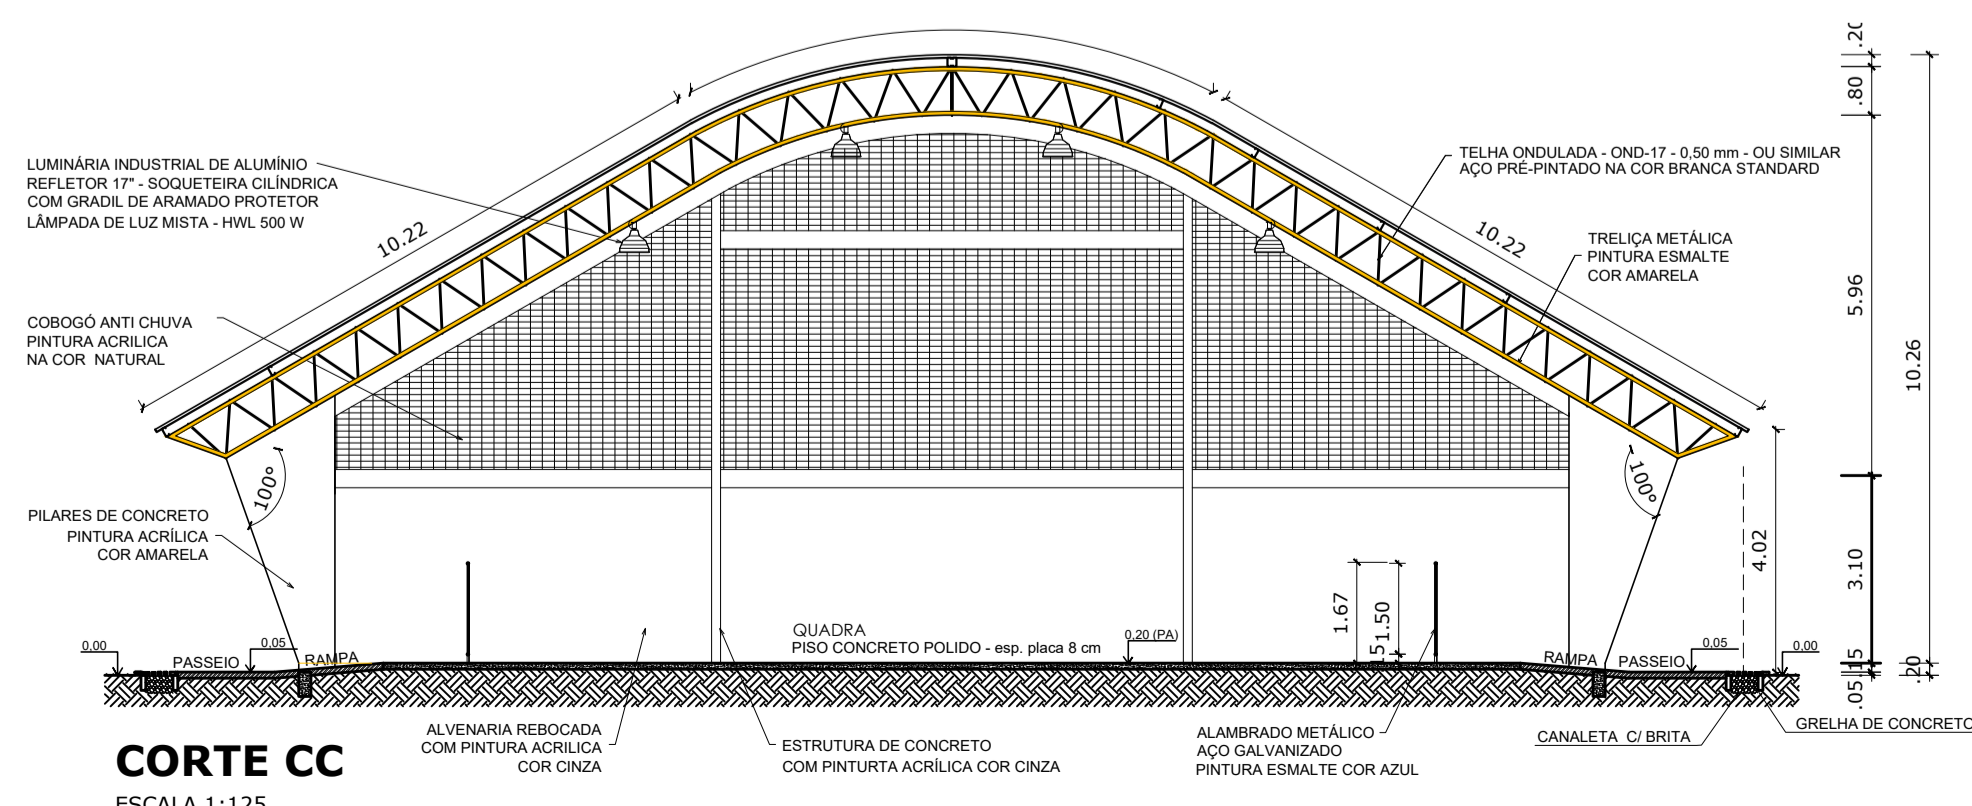 LUMINÁRIA INDUSTRIAL DE ALUMÍNIO
REFLETOR 17" - SOQUETEIRA CILÍNDRICA
COM GRADIL DE ARAMADO PROTETOR
LÂMPADA DE LUZ MISTA - HWL 500 W
10.22
COBOGÓ ANTI CHUVA
PINTURA ACRILICA
NA COR NATURAL
100°
PILARES DE CONCRETO
PINTURA ACRÍLICA
COR AMARELA
TELHA ONDULADA - OND-17 - 0,50 mm - OU SIMILAR
AÇO PRÉ-PINTADO NA COR BRANCA STANDARD
10.22
TRELIÇA METÁLICA
PINTURA ESMALTE
COR AMARELA
100°
.20
.80
5.96
10.26
4.02
3.10
1.67
1.50
15
.15
.05
.20
0,00
PASSEIO
0,05
RAMPA
QUADRA
PISO CONCRETO POLIDO - esp. placa 8 cm
0,20 (PA)
RAMPA
PASSEIO
0,05
0,00
ALVENARIA REBOCADA
COM PINTURA ACRILICA
COR CINZA
ESTRUTURA DE CONCRETO
COM PINTURTA ACRÍLICA COR CINZA
ALAMBRADO METÁLICO
AÇO GALVANIZADO
PINTURA ESMALTE COR AZUL
CANALETA C/ BRITA
GRELHA DE CONCRETO
CORTE CC
ESCALA 1:125